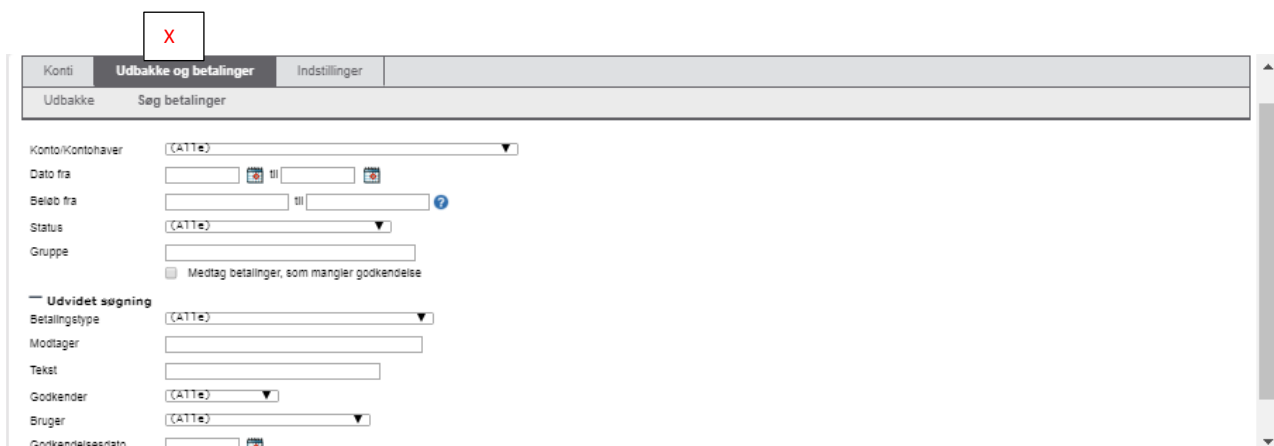 X
Konti Udbakke og betalinger Indstillinger
Udbakke Søg betalinger
Konto/Kontohaver (Alle)
Dato fra til
Beløb fra til ?
Status (Alle)
Gruppe
Medtag betalinger, som mangler godkendelse
Udvidet søgning
Betalingstype (Alle)
Modtager
Tekst
Godkender (Alle)
Bruger (Alle)
Godkendelsesdato